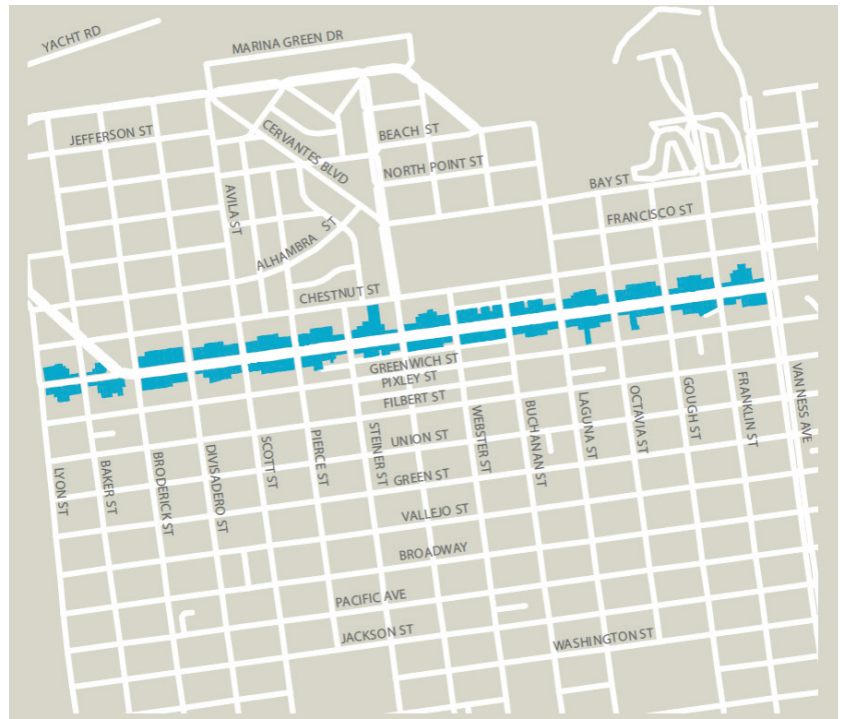 YACHT RD
MARINA GREEN DR
JEFFERSON ST
CERVANTES BLVD
BEACH ST
NORTH POINT ST
BAY ST
AVILA ST
FRANCISCO ST
ALHAMBRA ST
CHESTNUT ST
GREENWICH ST
PIXLEY ST
FILBERT ST
UNION ST
GREEN ST
VALLEJO ST
BROADWAY
PACIFIC AVE
JACKSON ST
WASHINGTON ST
LYON ST
BAKER ST
BRODERICK ST
DIVISADERO ST
SCOTT ST
PIERCE ST
STEINER ST
WEBSTER ST
BUCHANAN ST
LAGUNA ST
OCTAVIA ST
GOUGH ST
FRANKLIN ST
VAN NESS AVE